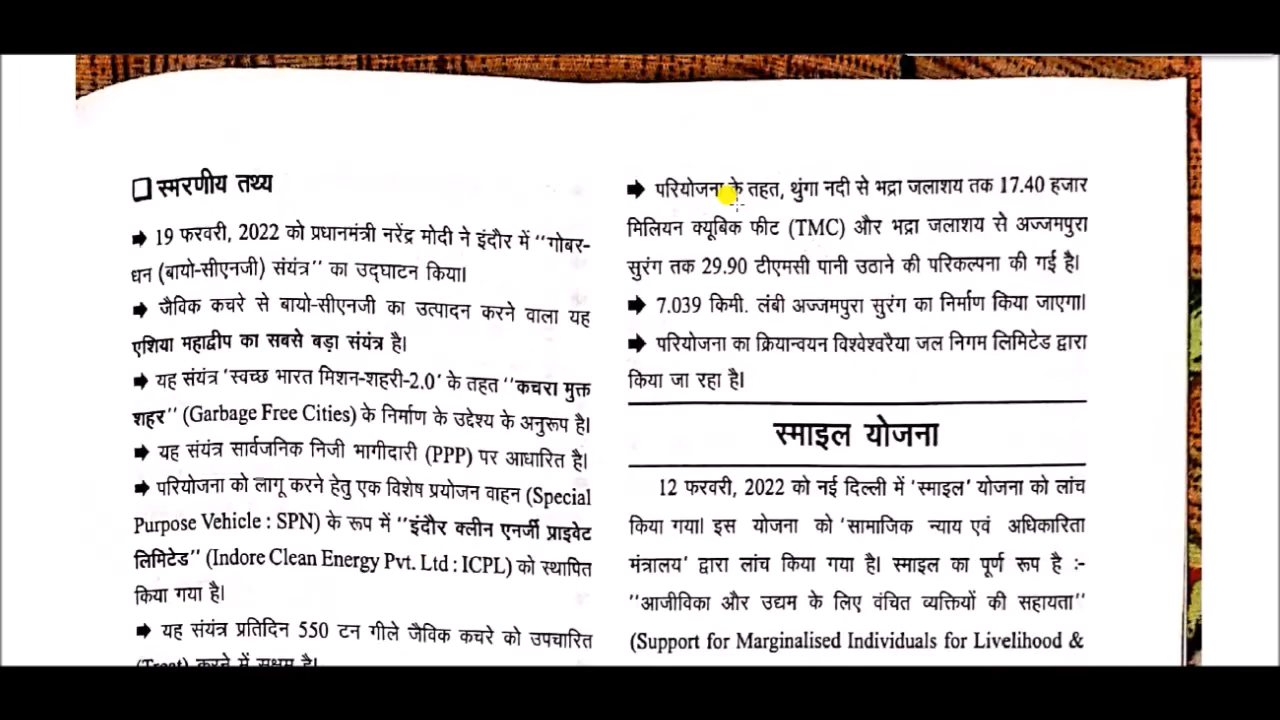 ❑ स्मरणीय तथ्य
➡ 19 फरवरी, 2022 को प्रधानमंत्री नरेंद्र मोदी ने इंदौर में "गोबर-
धन (बायो-सीएनजी) संयंत्र" का उद्घाटन किया।
➡ जैविक कचरे से बायो-सीएनजी का उत्पादन करने वाला यह
एशिया महाद्वीप का सबसे बड़ा संयंत्र है।
➡ यह संयंत्र 'स्वच्छ भारत मिशन-शहरी-2.0' के तहत "कचरा मुक्त
शहर" (Garbage Free Cities) के निर्माण के उद्देश्य के अनुरूप है।
➡ यह संयंत्र सार्वजनिक निजी भागीदारी (PPP) पर आधारित है।
➡ परियोजना को लागू करने हेतु एक विशेष प्रयोजन वाहन (Special
Purpose Vehicle : SPN) के रूप में "इंदौर क्लीन एनर्जी प्राइवेट
लिमिटेड" (Indore Clean Energy Pvt. Ltd : ICPL) को स्थापित
किया गया है।
➡ यह संयंत्र प्रतिदिन 550 टन गीले जैविक कचरे को उपचारित
(Treat) करने में सक्षम है।
➡ परियोजना के तहत, थुंगा नदी से भद्रा जलाशय तक 17.40 हजार
मिलियन क्यूबिक फीट (TMC) और भद्रा जलाशय से अज्जमपुरा
सुरंग तक 29.90 टीएमसी पानी उठाने की परिकल्पना की गई है।
➡ 7.039 किमी. लंबी अज्जमपुरा सुरंग का निर्माण किया जाएगा।
➡ परियोजना का क्रियान्वयन विश्वेश्वरैया जल निगम लिमिटेड द्वारा
किया जा रहा है।
स्माइल योजना
12 फरवरी, 2022 को नई दिल्ली में 'स्माइल' योजना को लांच
किया गया। इस योजना को 'सामाजिक न्याय एवं अधिकारिता
मंत्रालय' द्वारा लांच किया गया है। स्माइल का पूर्ण रूप है :-
"आजीविका और उद्यम के लिए वंचित व्यक्तियों की सहायता"
(Support for Marginalised Individuals for Livelihood &